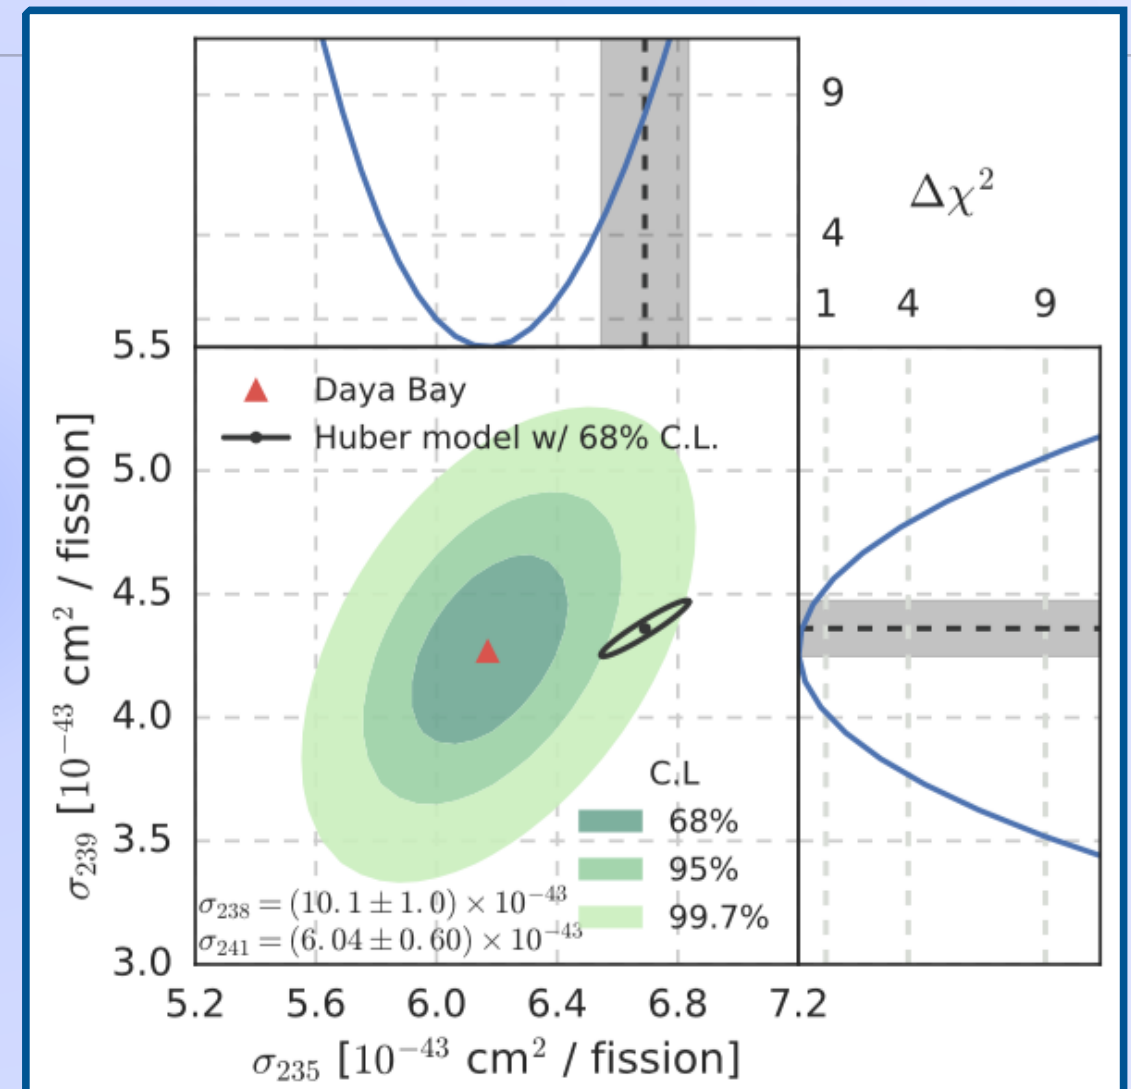 9
4
Δχ²
1 4 9
5.5
5.0
4.5
4.0
3.5
3.0
σ₂₃₉ [10⁻⁴³ cm² / fission]
Daya Bay
Huber model w/ 68% C.L.
C.L
68%
95%
99.7%
σ₂₃₈ = (10.1 ± 1.0) × 10⁻⁴³
σ₂₄₁ = (6.04 ± 0.60) × 10⁻⁴³
5.2 5.6 6.0 6.4 6.8 7.2
σ₂₃₅ [10⁻⁴³ cm² / fission]